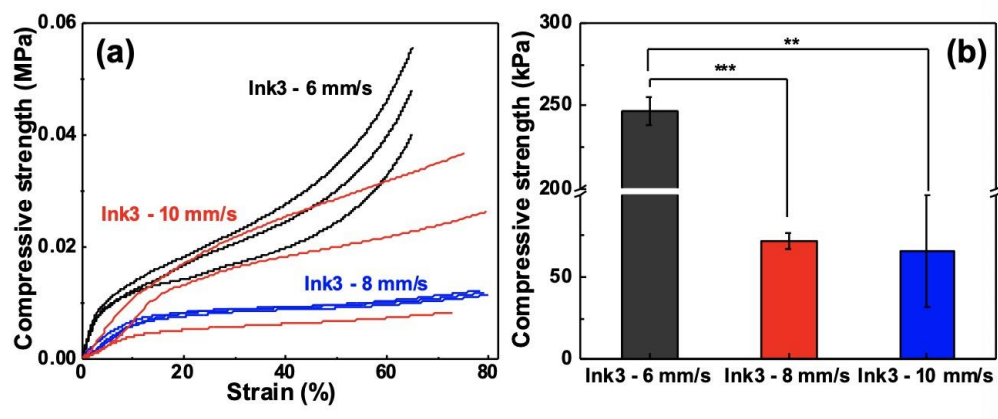 (a)
Compressive strength (MPa)
0.06
0.04
0.02
0.00
Ink3 - 6 mm/s
Ink3 - 10 mm/s
Ink3 - 8 mm/s
0 20 40 60 80
Strain (%)
(b)
Compressive strength (kPa)
300
250
200
50
0
**
***
Ink3 - 6 mm/s Ink3 - 8 mm/s Ink3 - 10 mm/s